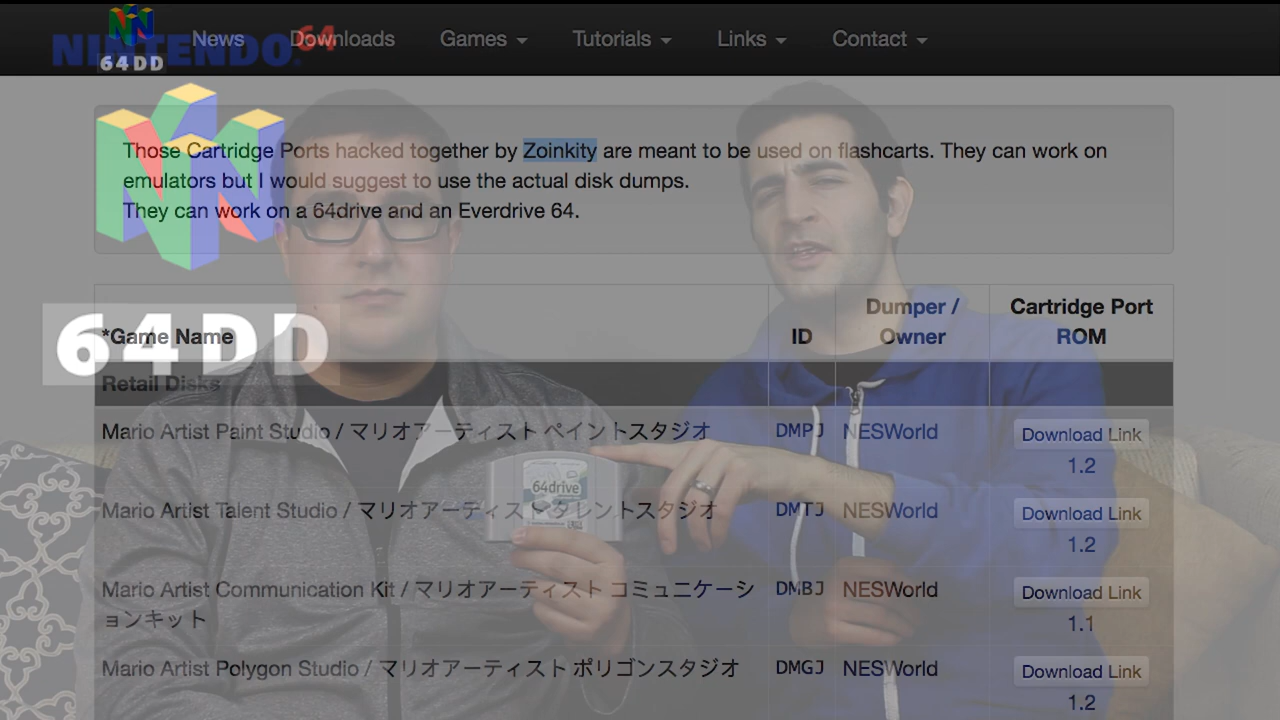 NINTENDO 64
64DD
News Downloads Games Tutorials Links Contact
Those Cartridge Ports hacked together by Zoinkity are meant to be used on flashcarts. They can work on
emulators but I would suggest to use the actual disk dumps.
They can work on a 64drive and an Everdrive 64.
64DD
*Game Name ID Dumper / Owner Cartridge Port ROM
Retail Disks
Mario Artist Paint Studio / マリオアーティスト ペイントスタジオ DMPJ NESWorld Download Link
1.2
64drive
Mario Artist Talent Studio / マリオアーティスト タレントスタジオ DMTJ NESWorld Download Link
1.2
Mario Artist Communication Kit / マリオアーティスト コミュニケーシ DMBJ NESWorld Download Link
ョンキット 1.1
Mario Artist Polygon Studio / マリオアーティスト ポリゴンスタジオ DMGJ NESWorld Download Link
1.2